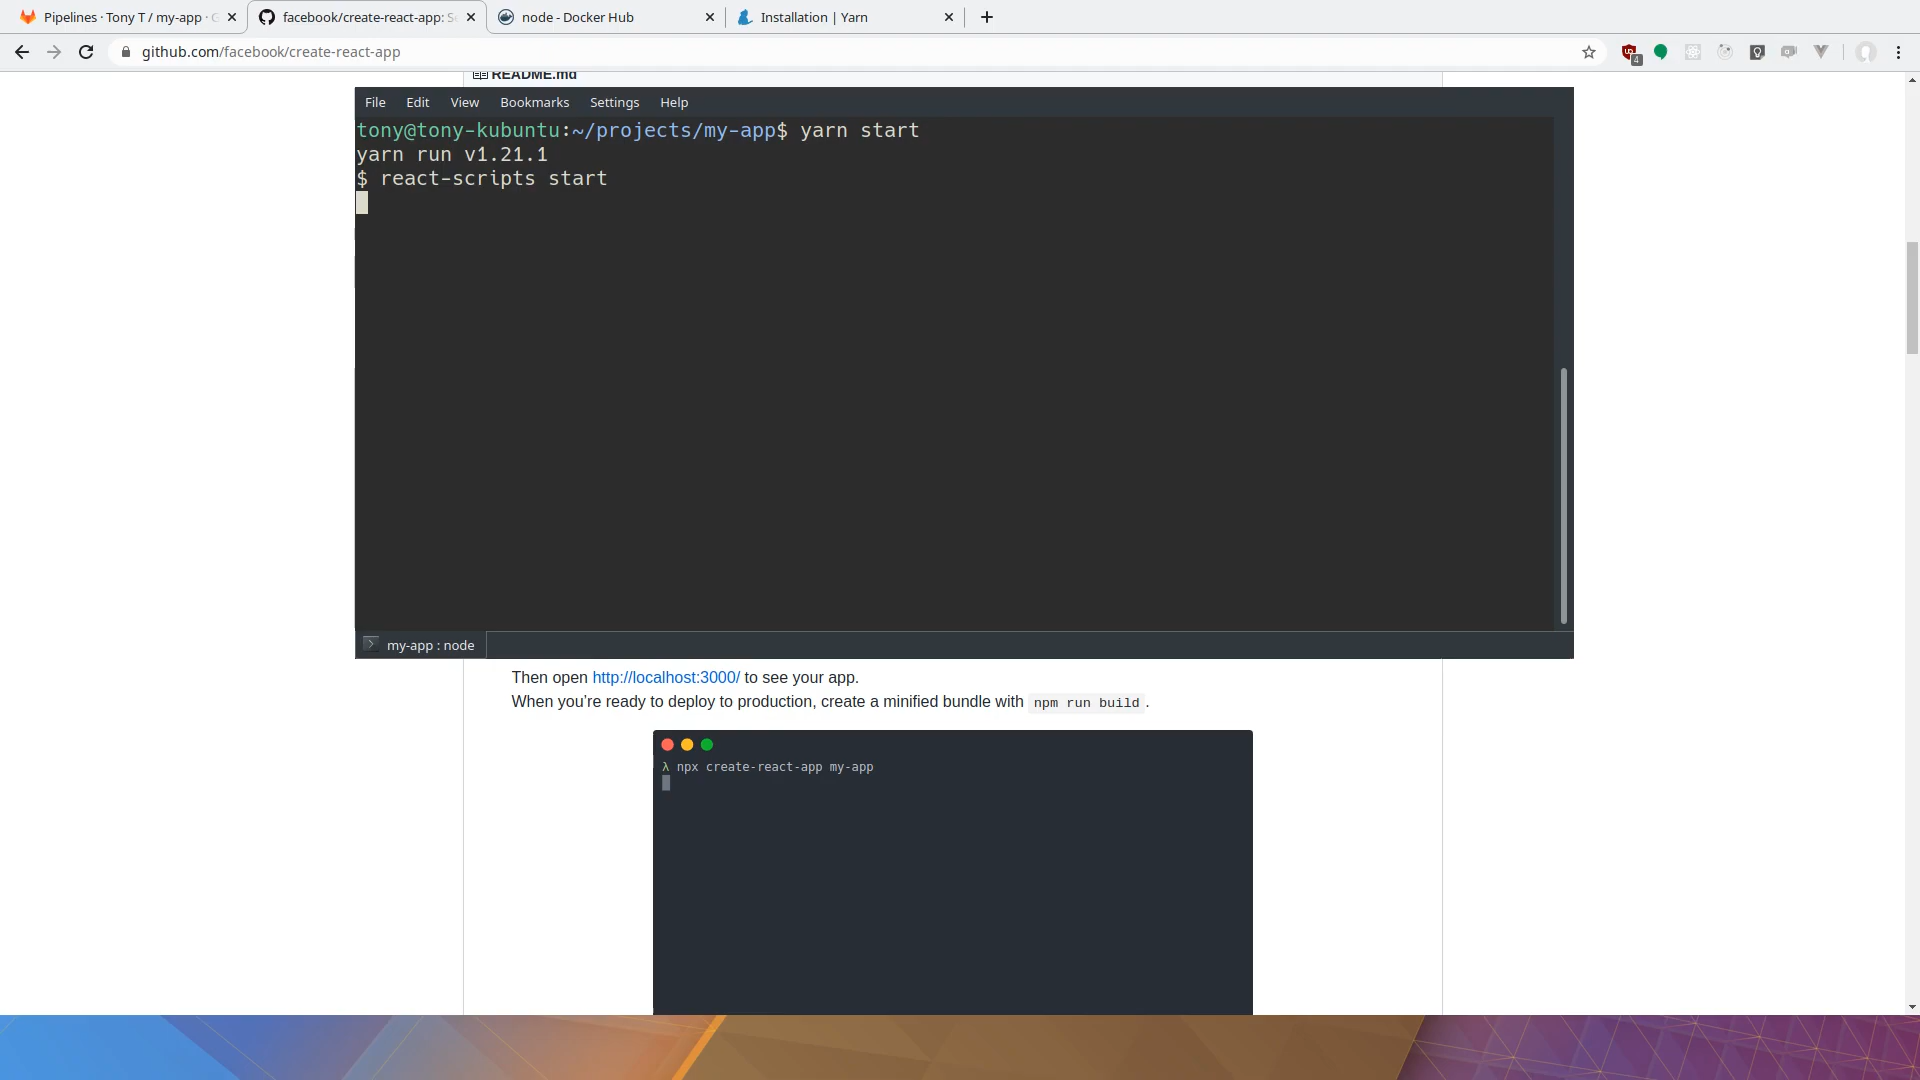 Pipelines · Tony T / my-app · G
facebook/create-react-app: Se
node - Docker Hub
Installation | Yarn
github.com/facebook/create-react-app
4
README.md
File Edit View Bookmarks Settings Help
tony@tony-kubuntu:~/projects/my-app$ yarn start
yarn run v1.21.1
$ react-scripts start
my-app : node
Then open http://localhost:3000/ to see your app.
When you’re ready to deploy to production, create a minified bundle with npm run build.
λ npx create-react-app my-app